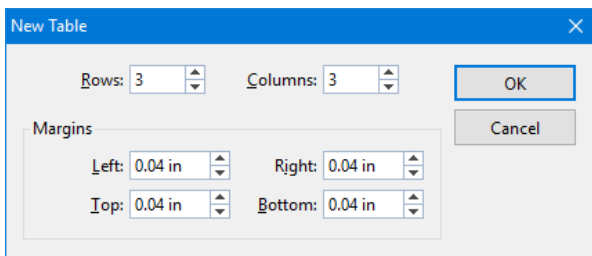 New Table
Rows: 3 Columns: 3 OK
Margins Cancel
Left: 0.04 in Right: 0.04 in
Top: 0.04 in Bottom: 0.04 in